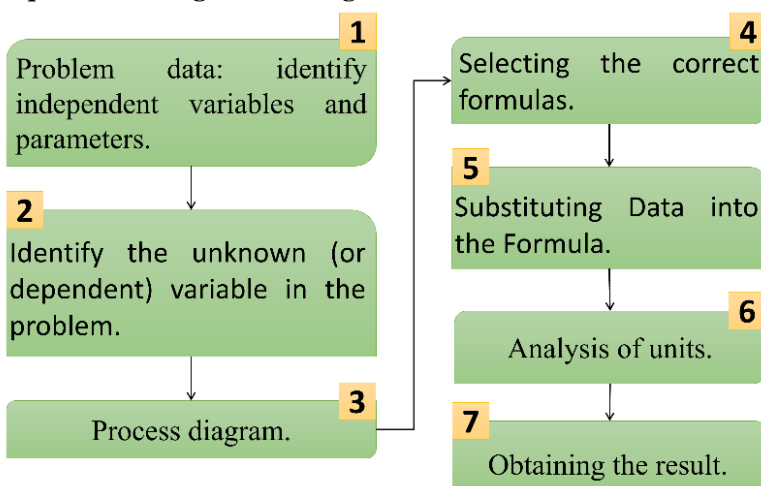 1
Problem data: identify
independent variables and
parameters.
2
Identify the unknown (or
dependent) variable in the
problem.
3
Process diagram.
4
Selecting the correct
formulas.
5
Substituting Data into
the Formula.
6
Analysis of units.
7
Obtaining the result.